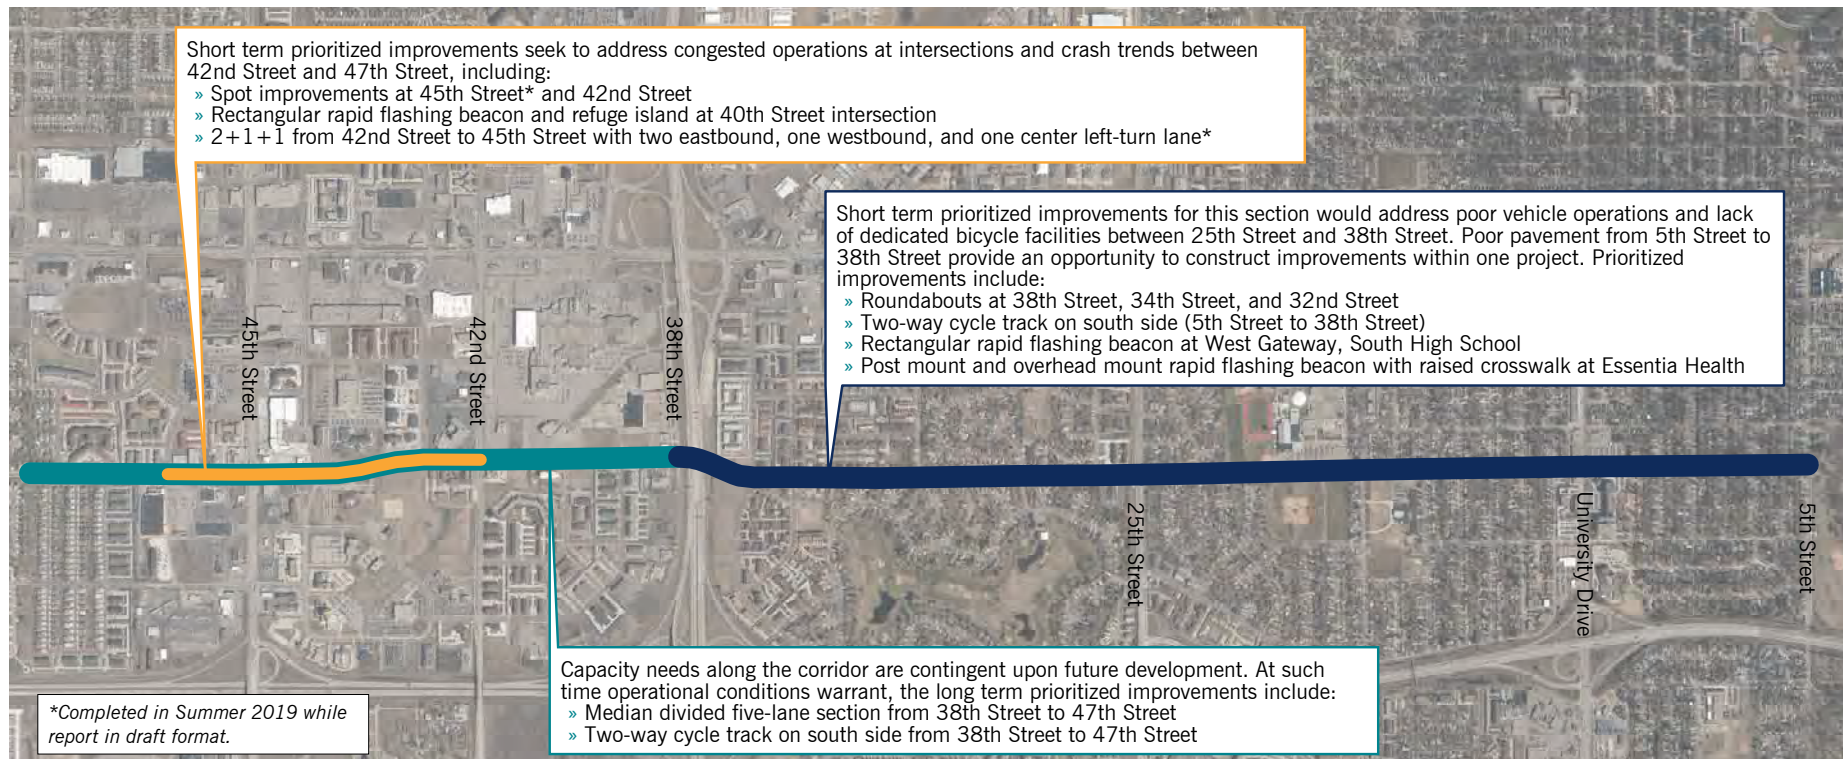 Short term prioritized improvements seek to address congested operations at intersections and crash trends between
42nd Street and 47th Street, including:
» Spot improvements at 45th Street* and 42nd Street
» Rectangular rapid flashing beacon and refuge island at 40th Street intersection
» 2+1+1 from 42nd Street to 45th Street with two eastbound, one westbound, and one center left-turn lane*
Short term prioritized improvements for this section would address poor vehicle operations and lack
of dedicated bicycle facilities between 25th Street and 38th Street. Poor pavement from 5th Street to
38th Street provide an opportunity to construct improvements within one project. Prioritized
improvements include:
» Roundabouts at 38th Street, 34th Street, and 32nd Street
» Two-way cycle track on south side (5th Street to 38th Street)
» Rectangular rapid flashing beacon at West Gateway, South High School
» Post mount and overhead mount rapid flashing beacon with raised crosswalk at Essentia Health
45th Street
42nd Street
38th Street
25th Street
University Drive
5th Street
Capacity needs along the corridor are contingent upon future development. At such
time operational conditions warrant, the long term prioritized improvements include:
» Median divided five-lane section from 38th Street to 47th Street
» Two-way cycle track on south side from 38th Street to 47th Street
*Completed in Summer 2019 while
report in draft format.